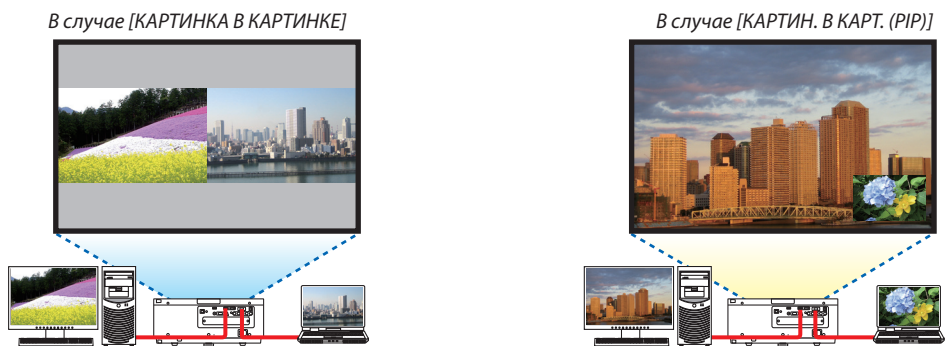 В случае [КАРТИНКА В КАРТИНКЕ]
В случае [КАРТИН. В КАРТ. (PIP)]